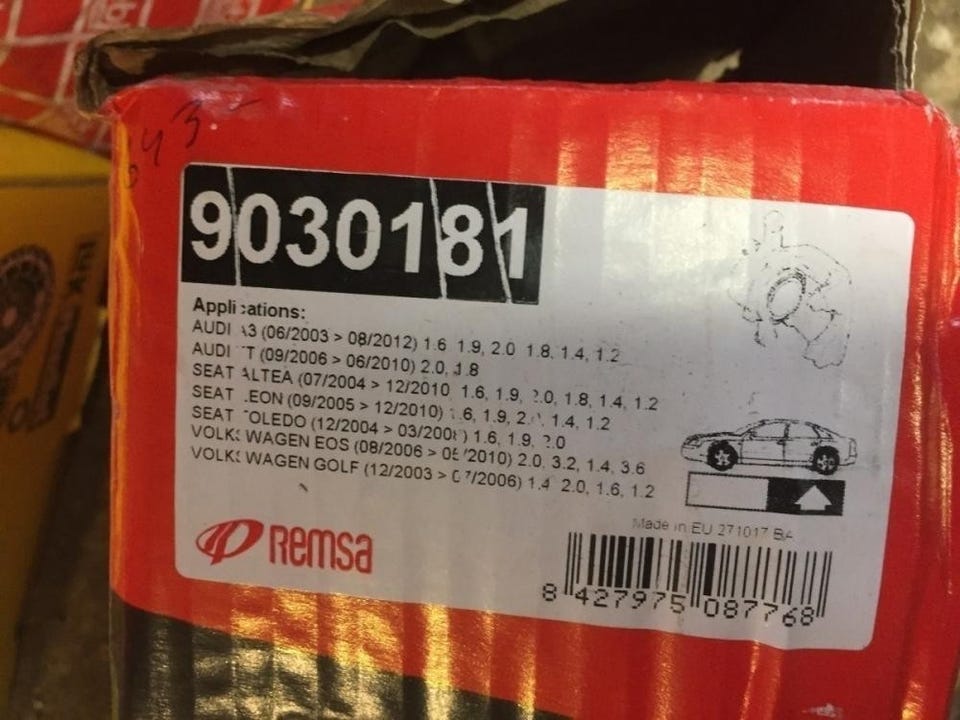 9030181
Applications:
AUDI A3 (06/2003 > 08/2012) 1.6 1.9, 2.0 1.8, 1.4, 1.2
AUDI TT (09/2006 > 06/2010) 2.0, 1.8
SEAT ALTEA (07/2004 > 12/2010 1.6, 1.9, 2.0, 1.8, 1.4, 1.2
SEAT LEON (09/2005 > 12/2010) 1.6, 1.9, 2.0, 1.4, 1.2
SEAT TOLEDO (12/2004 > 03/2008) 1.6, 1.9, 2.0
VOLKSWAGEN EOS (08/2006 > 05/2010) 2.0, 3.2, 1.4, 3.6
VOLKSWAGEN GOLF (12/2003 > 07/2006) 1.4 2.0, 1.6, 1.2
Made in EU 271017 BA
Remsa
8 427975 087768